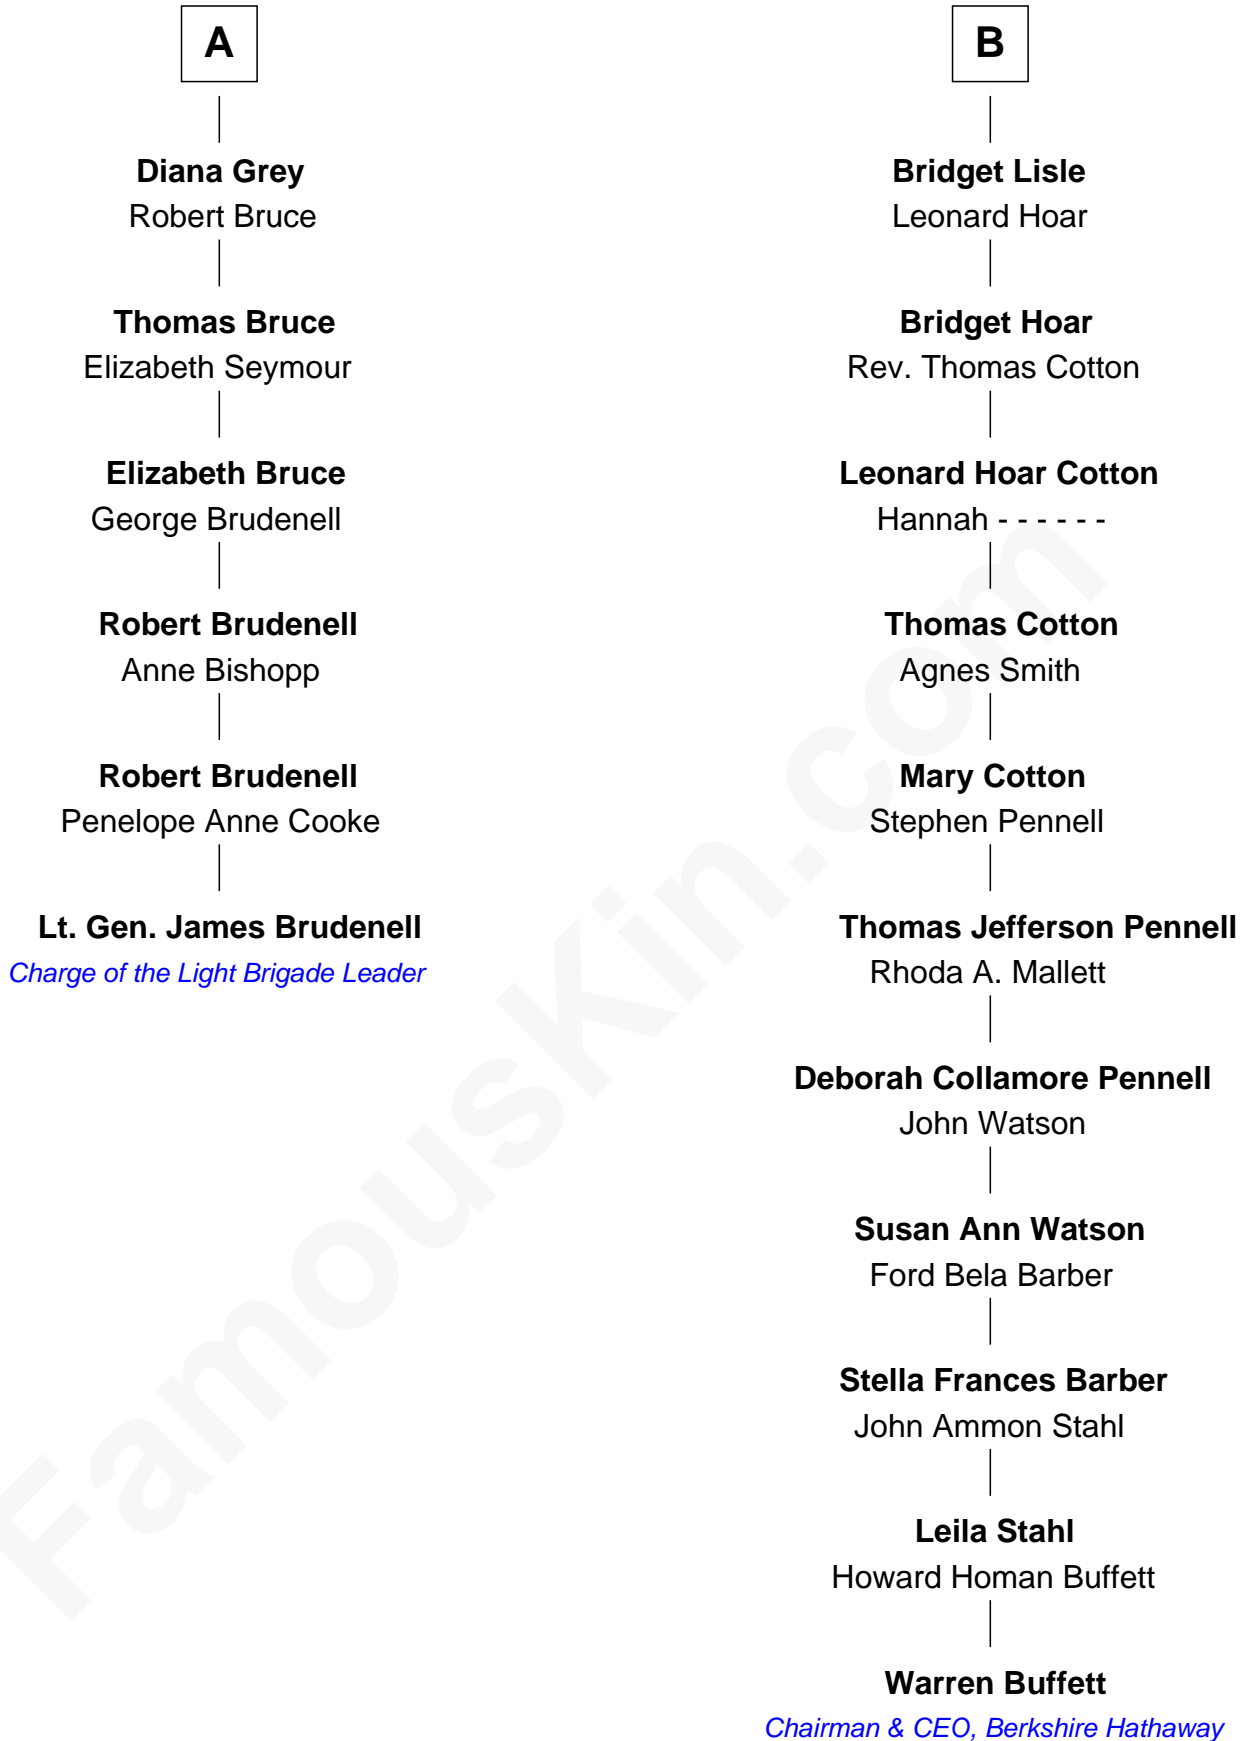 A
Diana Grey
Robert Bruce
Thomas Bruce
Elizabeth Seymour
Elizabeth Bruce
George Brudenell
Robert Brudenell
Anne Bishopp
Robert Brudenell
Penelope Anne Cooke
Lt. Gen. James Brudenell
Charge of the Light Brigade Leader
B
Bridget Lisle
Leonard Hoar
Bridget Hoar
Rev. Thomas Cotton
Leonard Hoar Cotton
Hannah - - - - - -
Thomas Cotton
Agnes Smith
Mary Cotton
Stephen Pennell
Thomas Jefferson Pennell
Rhoda A. Mallett
Deborah Collamore Pennell
John Watson
Susan Ann Watson
Ford Bela Barber
Stella Frances Barber
John Ammon Stahl
Leila Stahl
Howard Homan Buffett
Warren Buffett
Chairman & CEO, Berkshire Hathaway
FamousKin.com